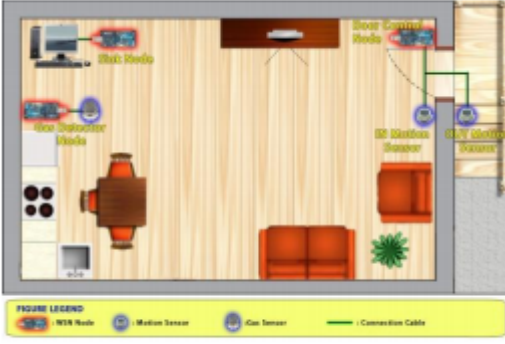 Door Control
Node
Sink Node
Gas Detector
Node
IN Motion
Sensor
OUT Motion
Sensor
FIGURE LEGEND
: WSN Node
: Motion Sensor
:Gas Sensor
: Connection Cable